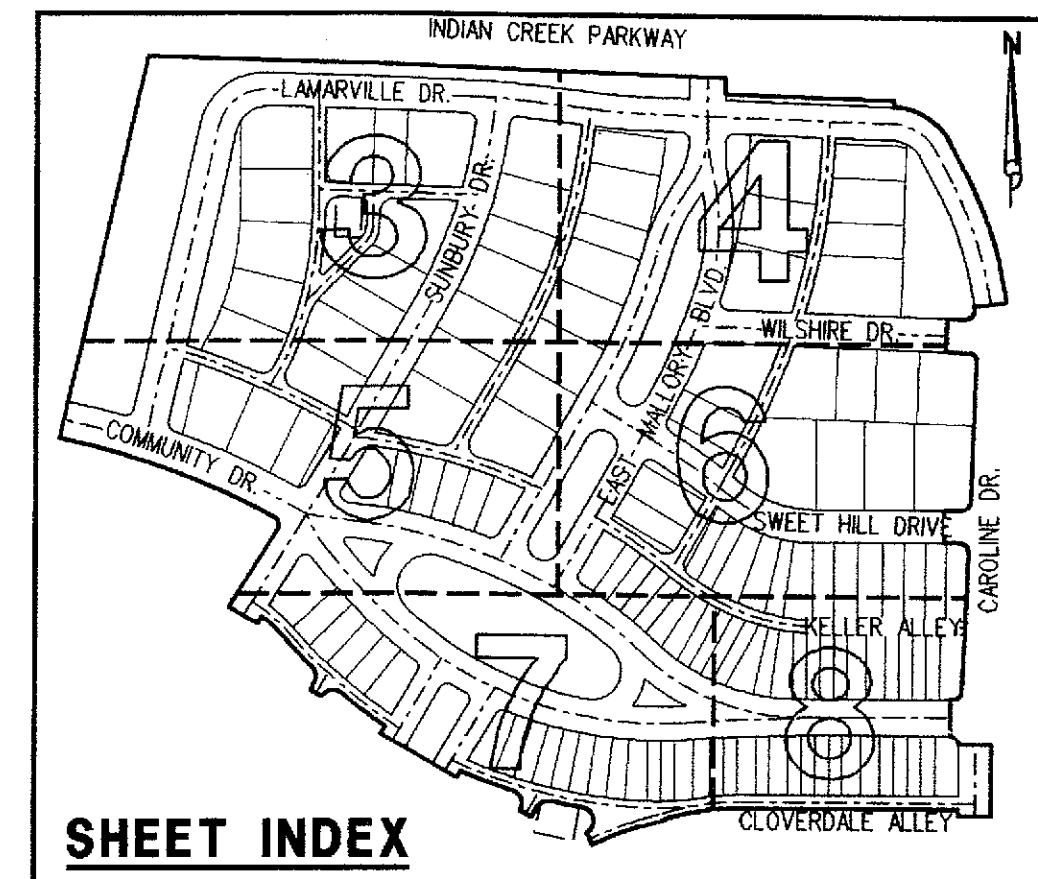 INDIAN CREEK PARKWAY
N
LAMARVILLE DR.
3
SUNBURY DR.
4
EAST MALLORY BLVD.
WILSHIRE DR.
COMMUNITY DR.
5
6
SWEET HILL DRIVE
CAROLINE DR.
KELLER ALLEY
7
8
CLOVERDALE ALLEY
SHEET INDEX